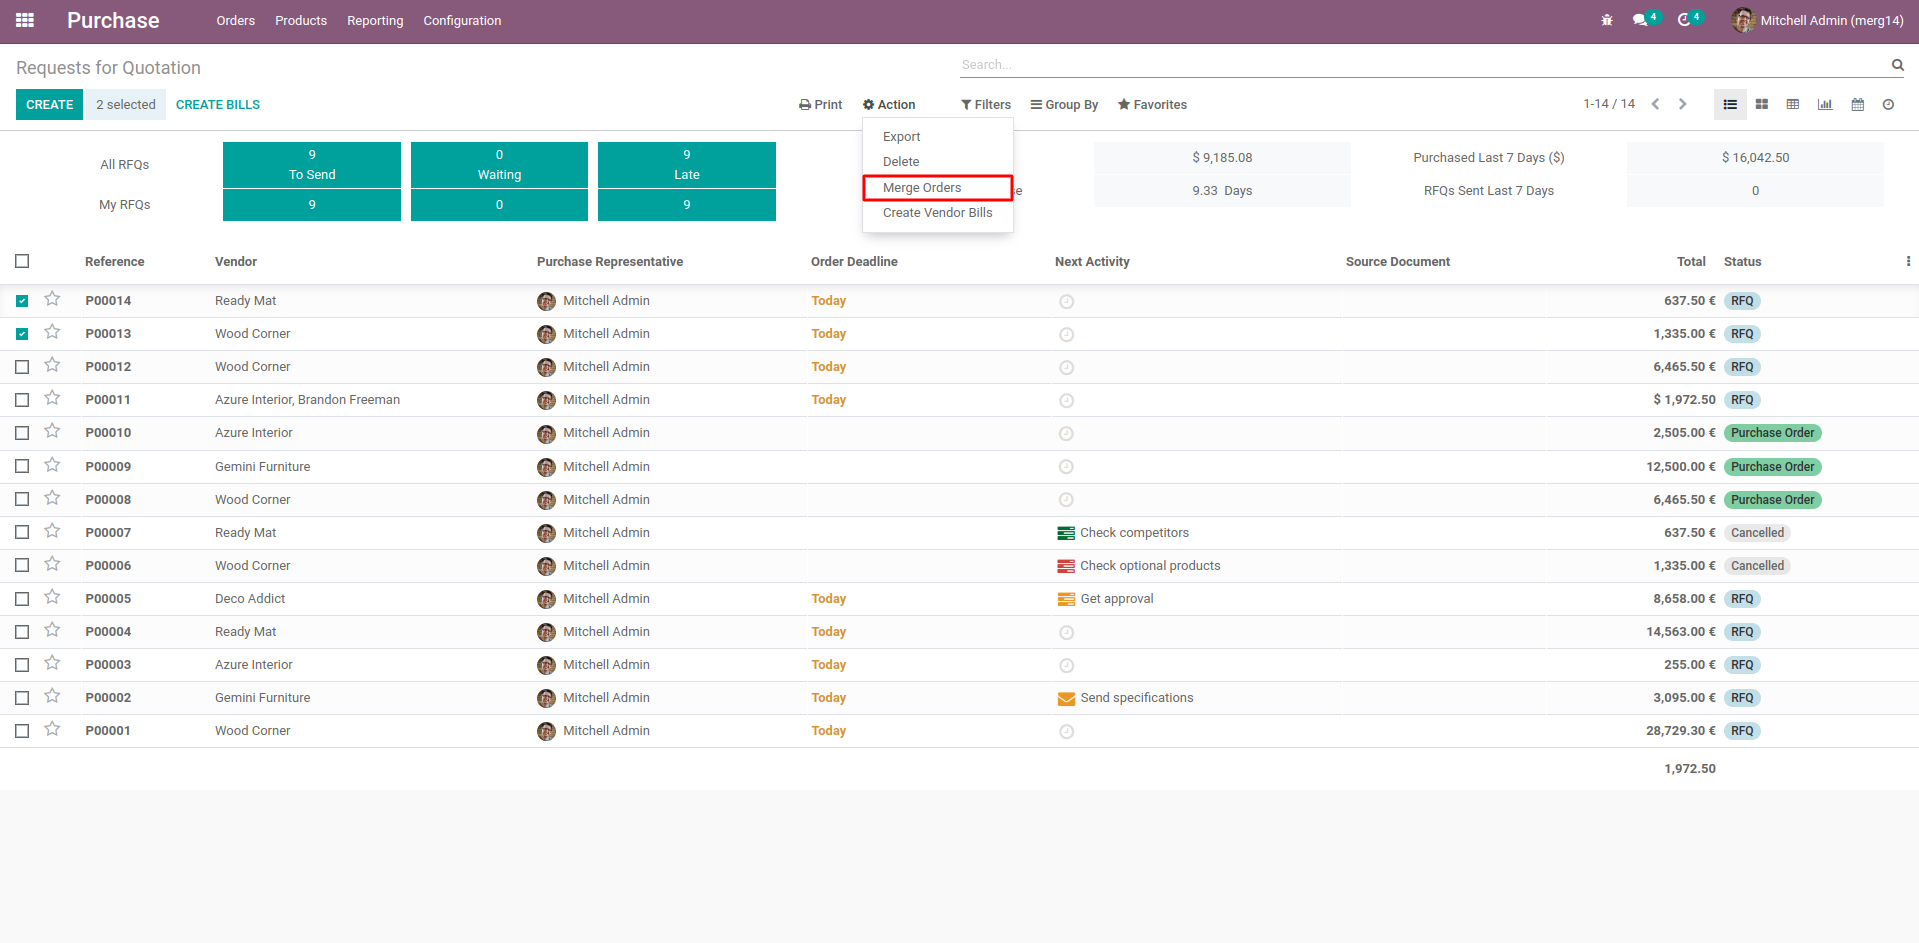 Purchase Orders Products Reporting Configuration 4 4 Mitchell Admin (merg14)
Requests for Quotation Search...
CREATE 2 selected CREATE BILLS Print Action Filters Group By Favorites 1-14 / 14
Export
Delete
Merge Orders
Create Vendor Bills
All RFQs 9 To Send 0 Waiting 9 Late $ 9,185.08 Purchased Last 7 Days ($) $ 16,042.50
My RFQs 9 0 9 se 9.33 Days RFQs Sent Last 7 Days 0
Reference Vendor Purchase Representative Order Deadline Next Activity Source Document Total Status
P00014 Ready Mat Mitchell Admin Today 637.50 € RFQ
P00013 Wood Corner Mitchell Admin Today 1,335.00 € RFQ
P00012 Wood Corner Mitchell Admin Today 6,465.50 € RFQ
P00011 Azure Interior, Brandon Freeman Mitchell Admin Today $ 1,972.50 RFQ
P00010 Azure Interior Mitchell Admin 2,505.00 € Purchase Order
P00009 Gemini Furniture Mitchell Admin 12,500.00 € Purchase Order
P00008 Wood Corner Mitchell Admin 6,465.50 € Purchase Order
P00007 Ready Mat Mitchell Admin Check competitors 637.50 € Cancelled
P00006 Wood Corner Mitchell Admin Check optional products 1,335.00 € Cancelled
P00005 Deco Addict Mitchell Admin Today Get approval 8,658.00 € RFQ
P00004 Ready Mat Mitchell Admin Today 14,563.00 € RFQ
P00003 Azure Interior Mitchell Admin Today 255.00 € RFQ
P00002 Gemini Furniture Mitchell Admin Today Send specifications 3,095.00 € RFQ
P00001 Wood Corner Mitchell Admin Today 28,729.30 € RFQ
1,972.50